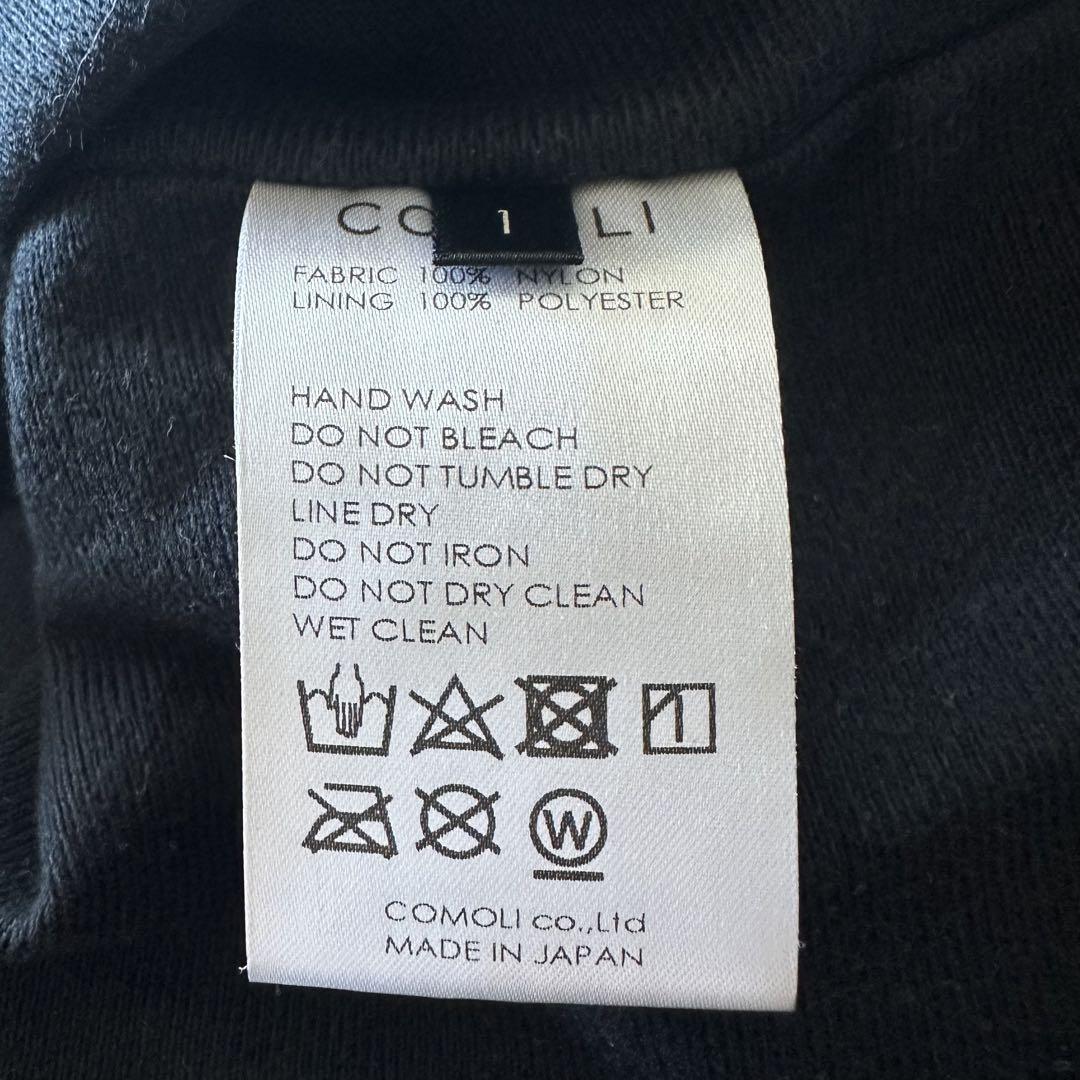 CO LI
1
FABRIC 100% NYLON
LINING 100% POLYESTER
HAND WASH
DO NOT BLEACH
DO NOT TUMBLE DRY
LINE DRY
DO NOT IRON
DO NOT DRY CLEAN
WET CLEAN
W
COMOLI co.,Ltd
MADE IN JAPAN